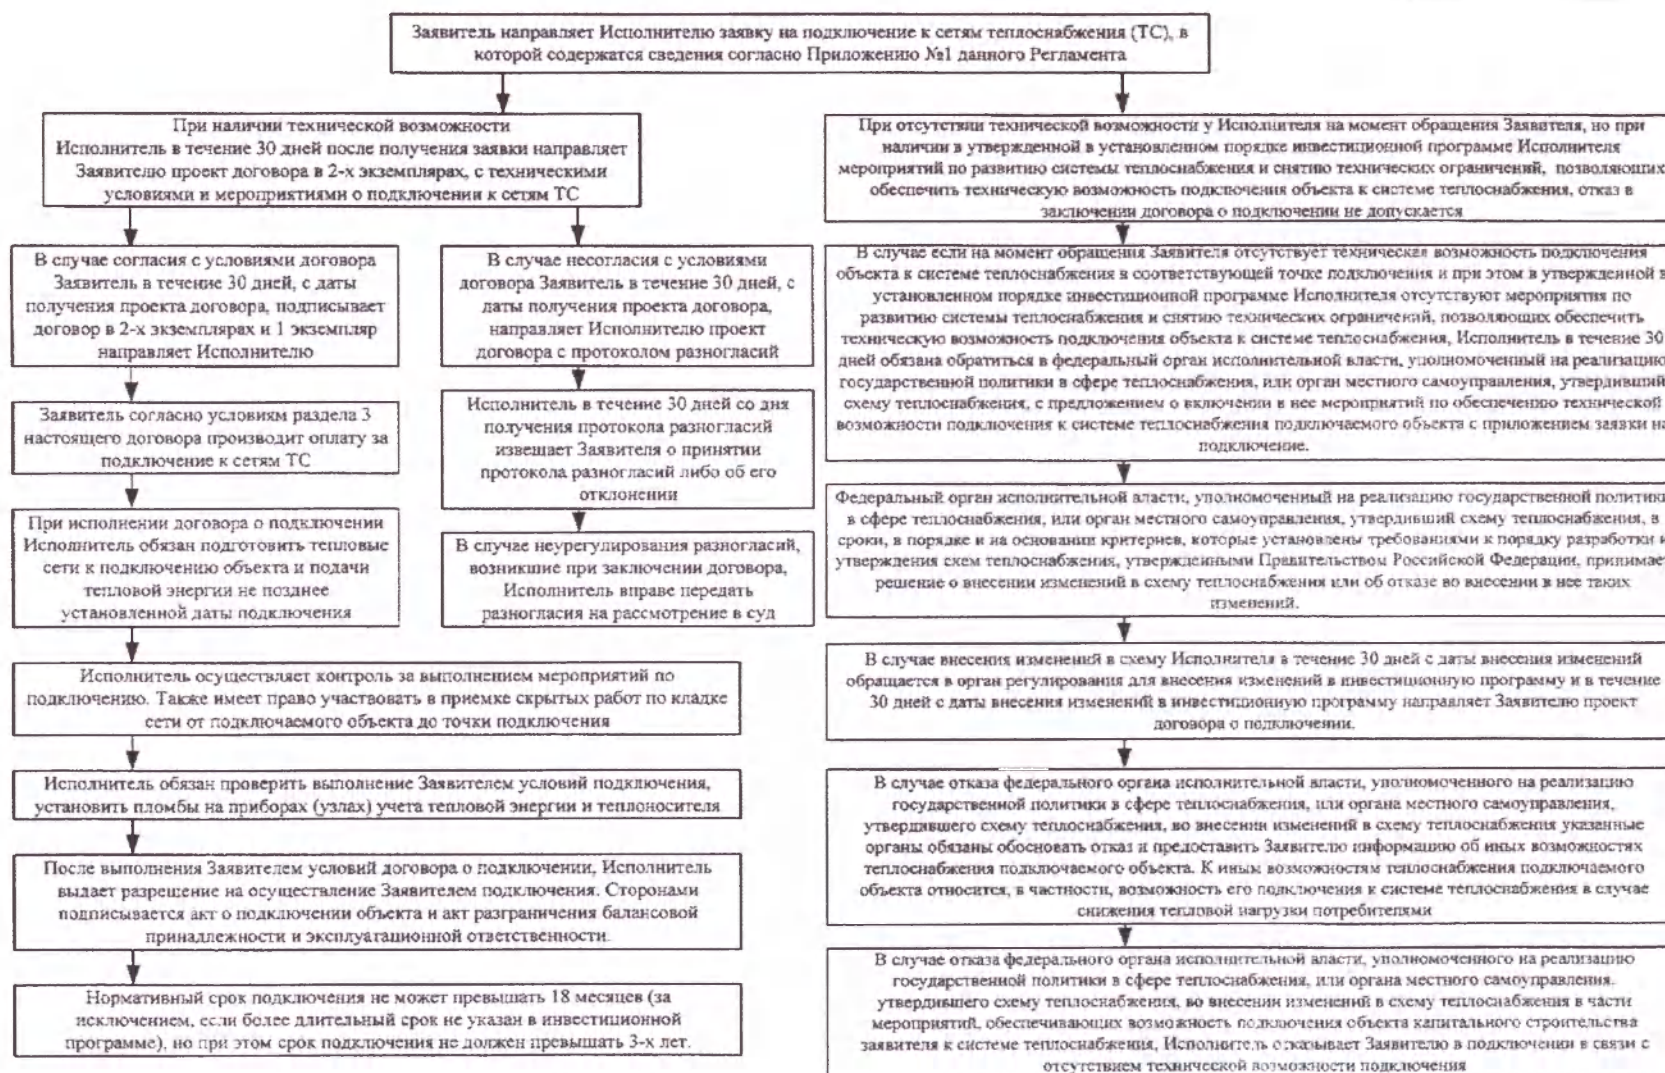 Заявитель направляет Исполнителю заявку на подключение к сетям теплоснабжения (ТС), в
которой содержатся сведения согласно Приложению №1 данного Регламента
При наличии технической возможности
Исполнитель в течение 30 дней после получения заявки направляет
Заявителю проект договора в 2-х экземплярах, с техническими
условиями и мероприятиями о подключении к сетям ТС
В случае согласия с условиями договора
Заявитель в течение 30 дней, с даты
получения проекта договора, подписывает
договор в 2-х экземплярах и 1 экземпляр
направляет Исполнителю
Заявитель согласно условиям раздела 3
настоящего договора производит оплату за
подключение к сетям ТС
При исполнении договора о подключении
Исполнитель обязан подготовить тепловые
сети к подключению объекта и подачи
тепловой энергии не позднее
установленной даты подключения
В случае несогласия с условиями
договора Заявитель в течение 30 дней, с
даты получения проекта договора,
направляет Исполнителю проект
договора с протоколом разногласий
Исполнитель в течение 30 дней со дня
получения протокола разногласий
извещает Заявителя о принятии
протокола разногласий либо об его
отклонении
В случае неурегулирования разногласий,
возникшие при заключении договора,
Исполнитель вправе передать
разногласия на рассмотрение в суд
Исполнитель осуществляет контроль за выполнением мероприятий по
подключению. Также имеет право участвовать в приемке скрытых работ по кладке
сети от подключаемого объекта до точки подключения
Исполнитель обязан проверить выполнение Заявителем условий подключения,
установить пломбы на приборах (узлах) учета тепловой энергии и теплоносителя
После выполнения Заявителем условий договора о подключении, Исполнитель
выдает разрешение на осуществление Заявителем подключения. Сторонами
подписывается акт о подключении объекта и акт разграничения балансовой
принадлежности и эксплуатационной ответственности.
Нормативный срок подключения не может превышать 18 месяцев (за
исключением, если более длительный срок не указан в инвестиционной
программе), но при этом срок подключения не должен превышать 3-х лет.
При отсутствии технической возможности у Исполнителя на момент обращения Заявателя, но при
наличии в утвержденной в установленном порядке инвестиционной программе Исполнителя
мероприятий по развитию системы теплоснабжения и снятию технических ограничений, позволяющих
обеспечить техническую возможность подключения объекта к системе теплоснабжения, отказ в
заключении договора о подключении не допускается
В случае если на момент обращения Заявителя отсутствует техническая возможность подключения
объекта к системе теплоснабжения в соответствующей точке подключения и при этом в утвержденной в
установленном порядке инвестиционной программе Исполнителя отсутствуют мероприятия по
развитию системы теплоснабжения и снятию технических ограничений, позволяющих обеспечить
техническую возможность подключения объекта к системе теплоснабжения, Исполнитель в течение 30
дней обязана обратиться в федеральный орган исполнительной власти, уполномоченный на реализацию
государственной политики в сфере теплоснабжения, или орган местного самоуправления, утвердивший
схему теплоснабжения, с предложением о включении в нее мероприятий по обеспечению технической
возможности подключения к системе теплоснабжения подключаемого объекта с приложением заявки на
подключение.
Федеральный орган исполнительной власти, уполномоченный на реализацию государственной политики
в сфере теплоснабжения, или орган местного самоуправления, утвердивший схему теплоснабжения, в
сроки, в порядке и на основании критериев, которые установлены требованиями к порядку разработки и
утверждения схем теплоснабжения, утвержденными Правительством Российской Федерации, принимает
решение о внесении изменений в схему теплоснабжения или об отказе во внесении в нее таких
изменений.
В случае внесения изменений в схему Исполнителя в течение 30 дней с даты внесения изменений
обращается в орган регулирования для внесения изменений в инвестиционную программу и в течение
30 дней с даты внесения изменений в инвестиционную программу направляет Заявителю проект
договора о подключении.
В случае отказа федерального органа исполнительной власти, уполномоченного на реализацию
государственной политики в сфере теплоснабжения, или органа местного самоуправления,
утвердившего схему теплоснабжения, во внесении изменений в схему теплоснабжения указанные
органы обязаны обосновать отказ и предоставить Заявителю информацию об иных возможностях
теплоснабжения подключаемого объекта. К иным возможностям теплоснабжения подключаемого
объекта относится, в частности, возможность его подключения к системе теплоснабжения в случае
снижения тепловой нагрузки потребителями
В случае отказа федерального органа исполнительной власти, уполномоченного на реализацию
государственной политики в сфере теплоснабжения, или органа местного самоуправления,
утвердившего схему теплоснабжения, во внесении изменений в схему теплоснабжения в части
мероприятий, обеспечивающих возможность подключения объекта капитального строительства
заявителя к системе теплоснабжения, Исполнитель отказывает Заявителю в подключении в связи с
отсутствием технической возможности подключения